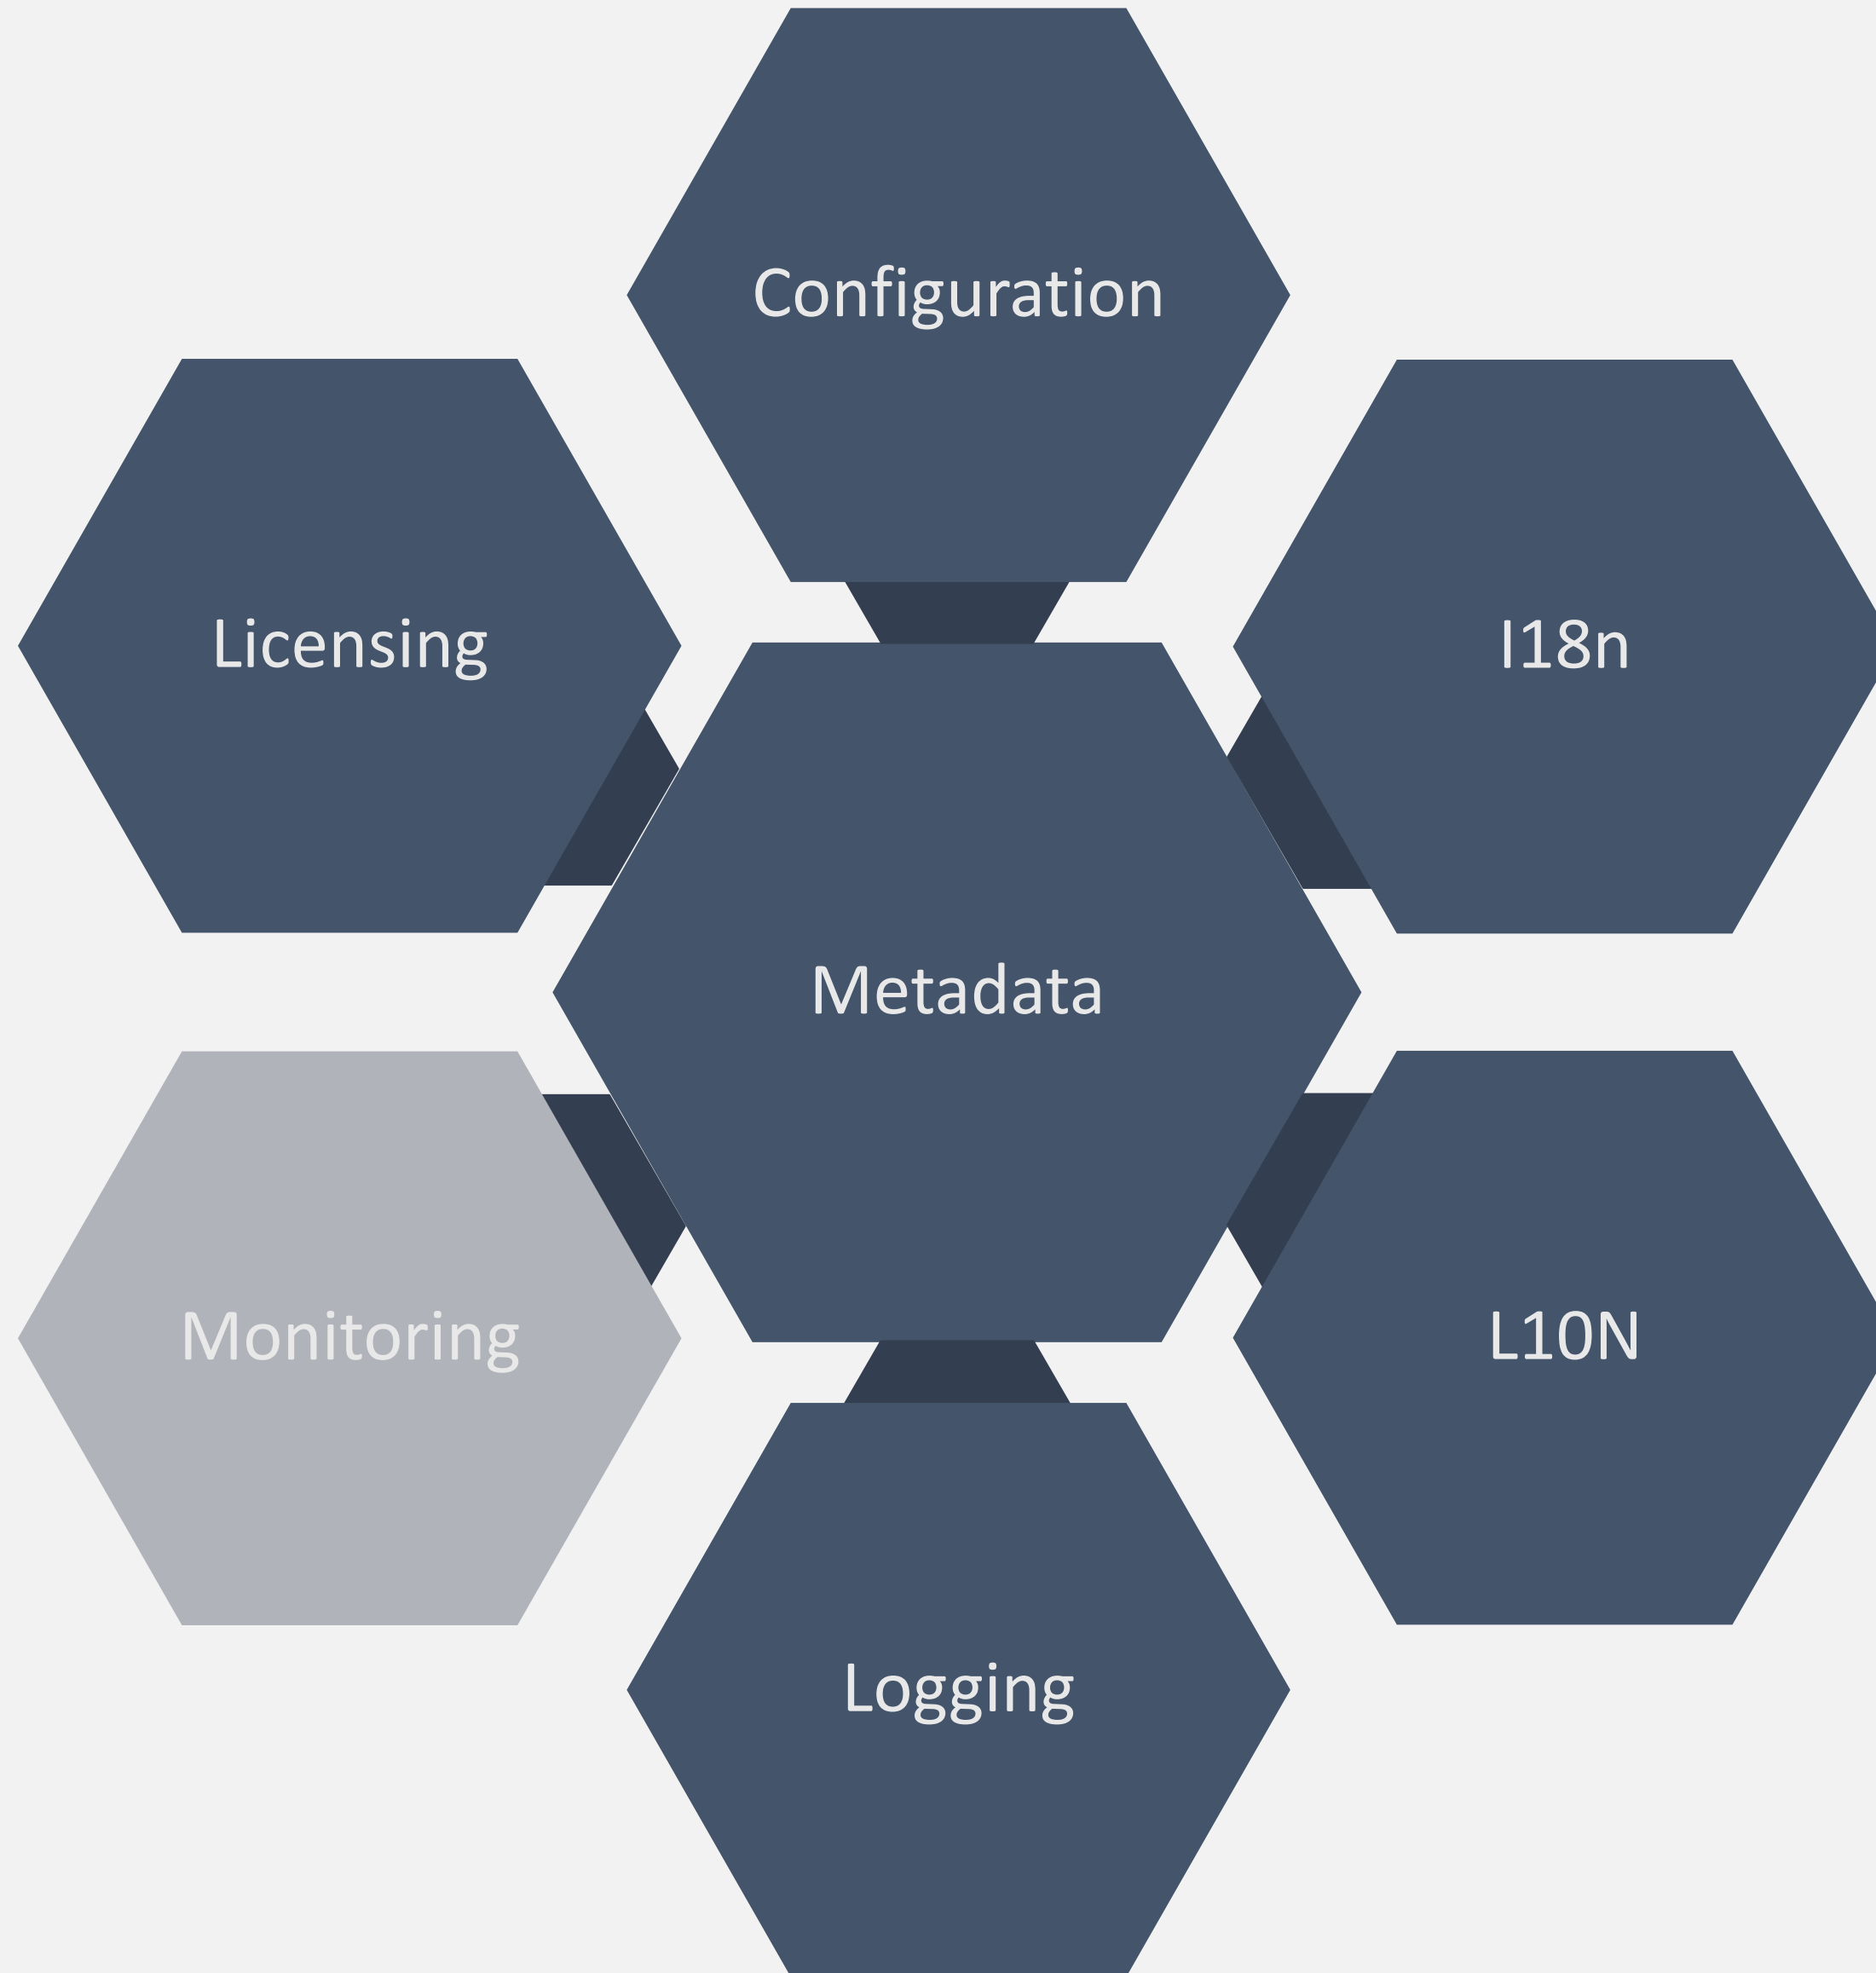 Configuration
Licensing
I18n
Metadata
Monitoring
L10N
Logging